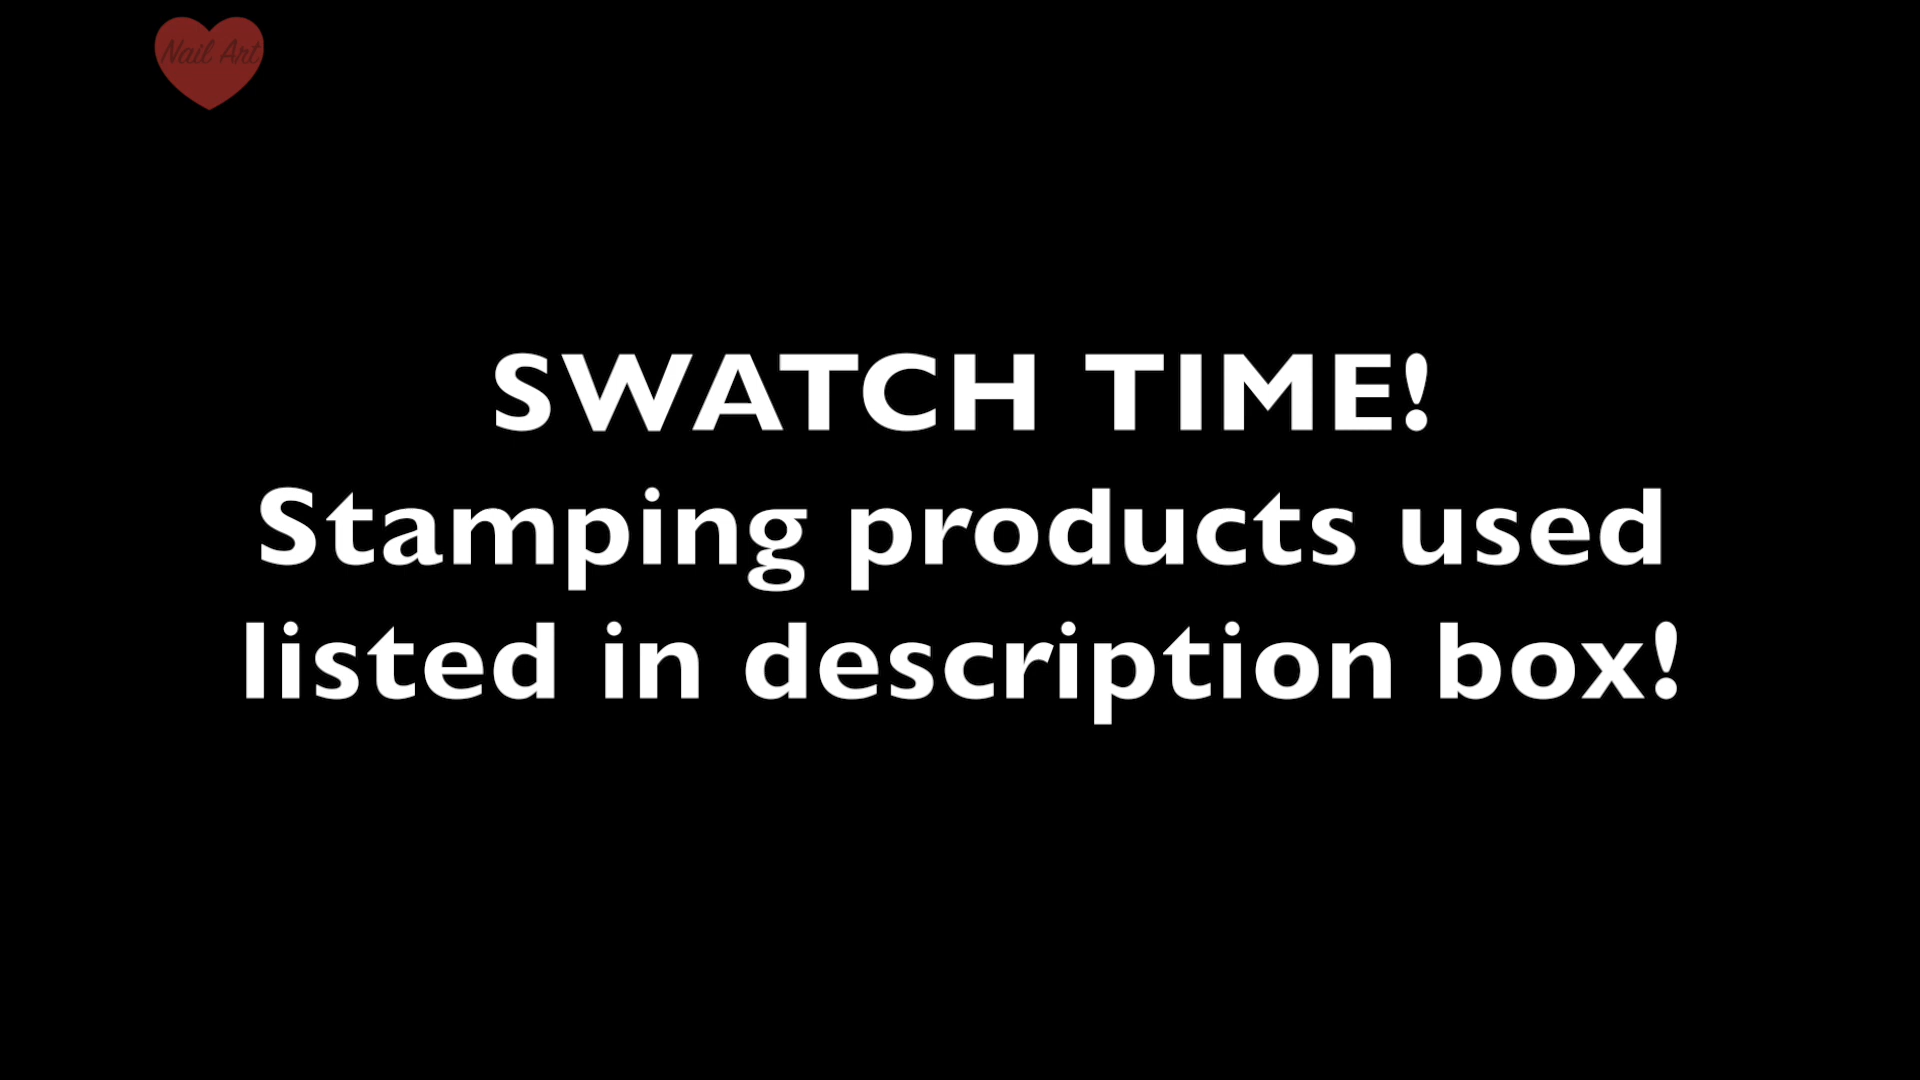 Nail Art
SWATCH TIME!
Stamping products used
listed in description box!